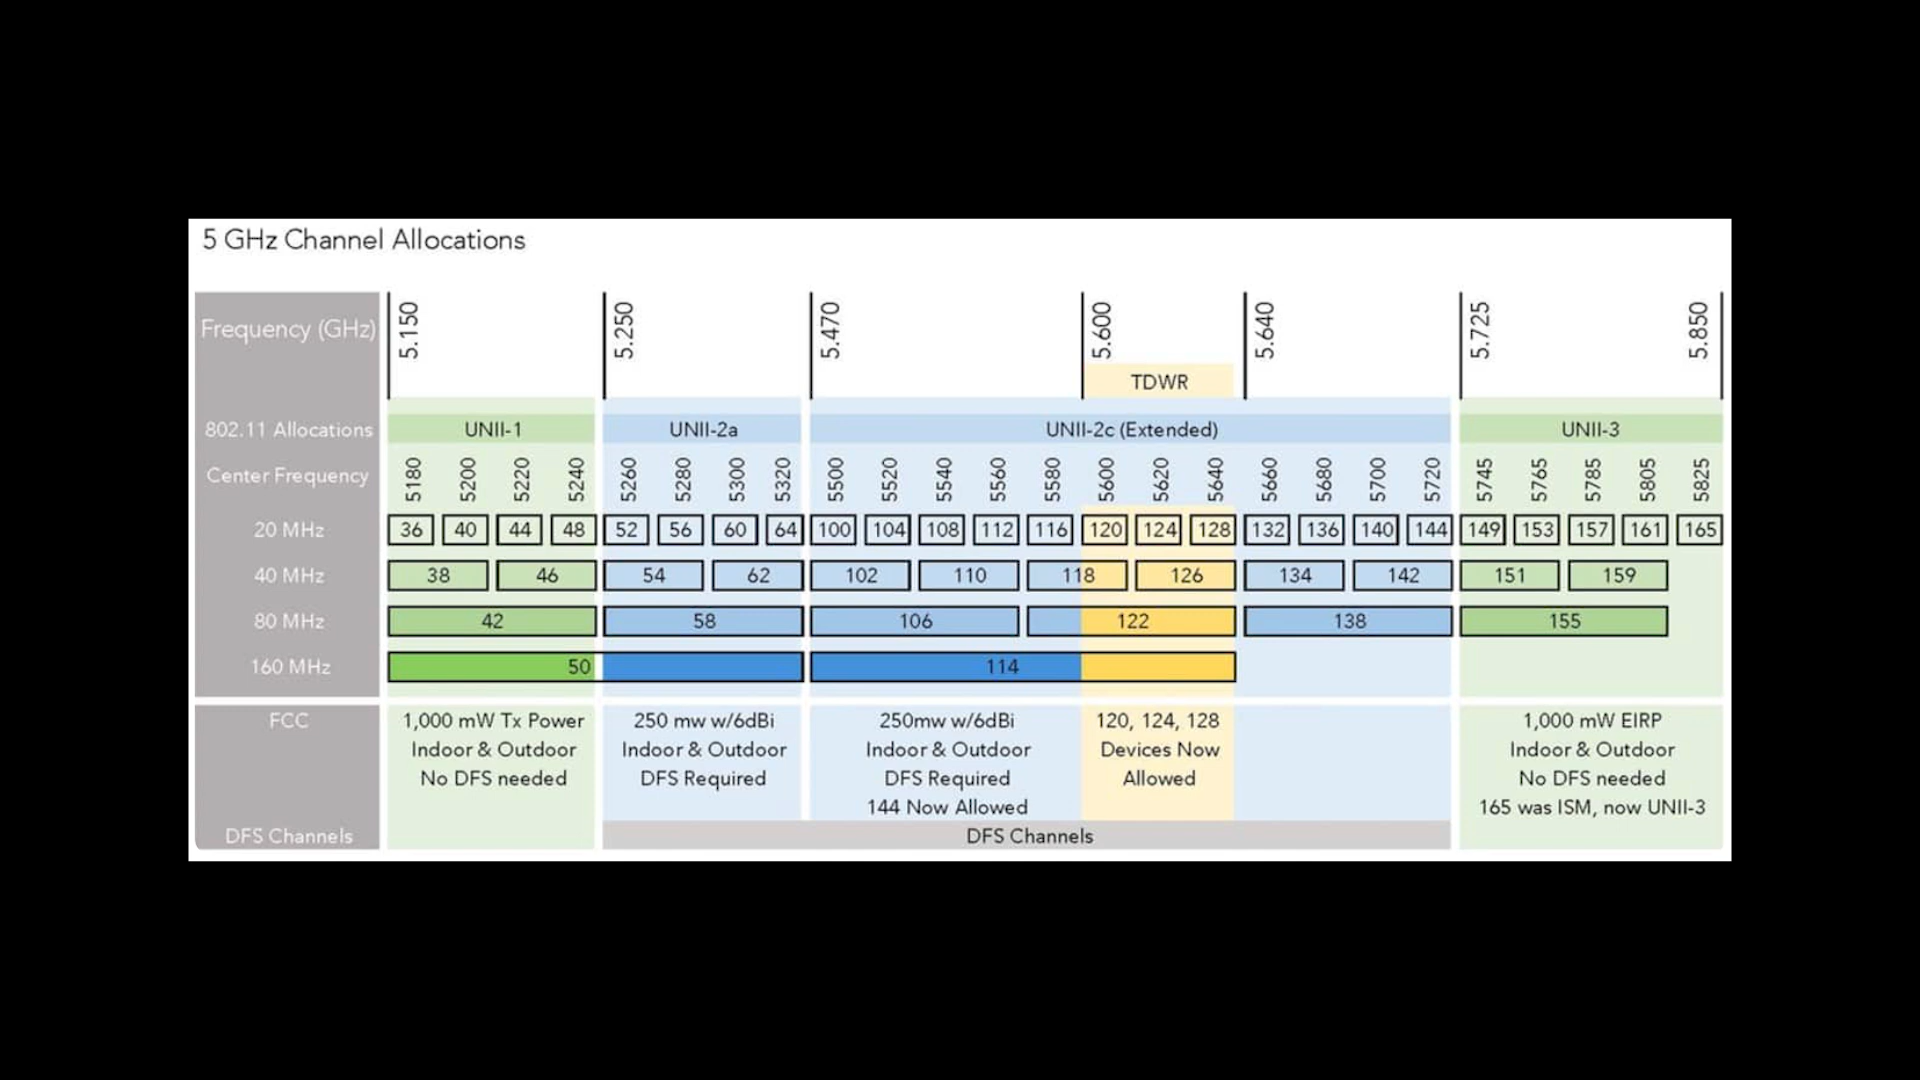 5 GHz Channel Allocations
Frequency (GHz) 5.150 5.250 5.470 5.600 5.640 5.725 5.850
TDWR
802.11 Allocations UNII-1 UNII-2a UNII-2c (Extended) UNII-3
Center Frequency 5180 5200 5220 5240 5260 5280 5300 5320 5500 5520 5540 5560 5580 5600 5620 5640 5660 5680 5700 5720 5745 5765 5785 5805 5825
20 MHz 36 40 44 48 52 56 60 64 100 104 108 112 116 120 124 128 132 136 140 144 149 153 157 161 165
40 MHz 38 46 54 62 102 110 118 126 134 142 151 159
80 MHz 42 58 106 122 138 155
160 MHz 50 114
FCC 1,000 mW Tx Power 250 mw w/6dBi 250mw w/6dBi 120, 124, 128 1,000 mW EIRP
Indoor & Outdoor Indoor & Outdoor Indoor & Outdoor Devices Now Indoor & Outdoor
No DFS needed DFS Required DFS Required Allowed No DFS needed
144 Now Allowed 165 was ISM, now UNII-3
DFS Channels DFS Channels